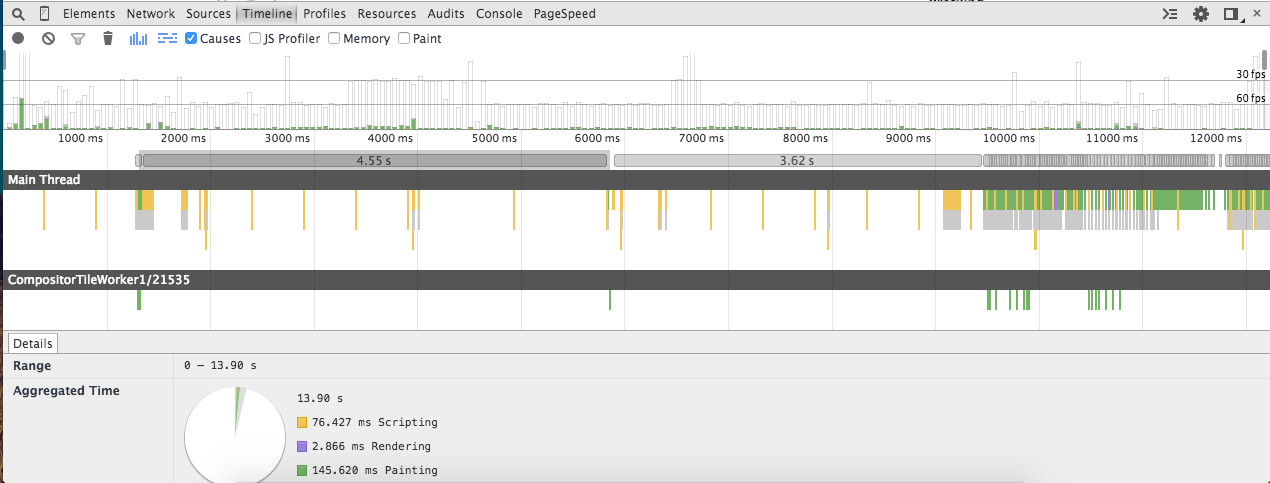 Elements Network Sources Timeline Profiles Resources Audits Console PageSpeed
Causes JS Profiler Memory Paint
30 fps
60 fps
1000 ms 2000 ms 3000 ms 4000 ms 5000 ms 6000 ms 7000 ms 8000 ms 9000 ms 10000 ms 11000 ms 12000 ms
4.55 s 3.62 s
Main Thread
CompositorTileWorker1/21535
Details
Range 0 – 13.90 s
Aggregated Time
13.90 s
76.427 ms Scripting
2.866 ms Rendering
145.620 ms Painting